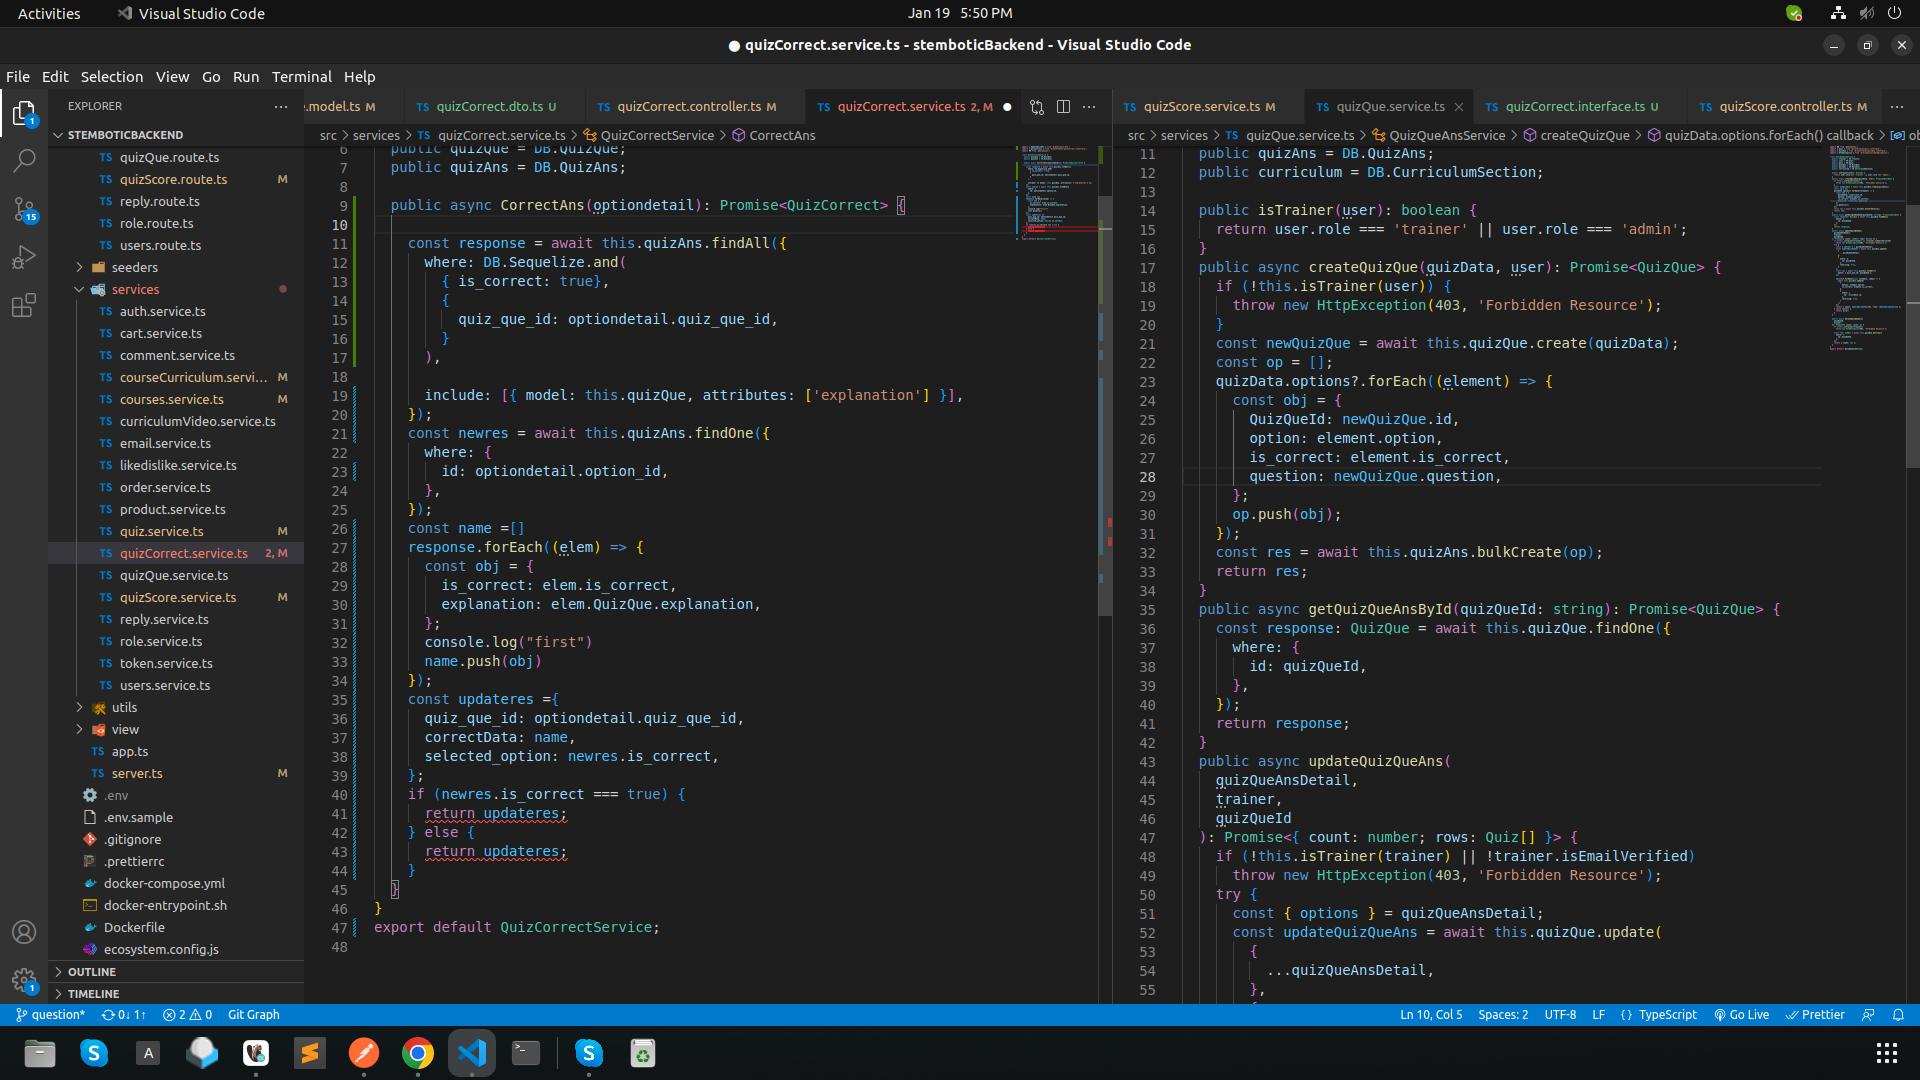 Activities
Visual Studio Code
Jan 19 5:50 PM
● quizCorrect.service.ts - stemboticBackend - Visual Studio Code
File Edit Selection View Go Run Terminal Help
EXPLORER
STEMBOTICBACKEND
TS quizQue.route.ts
TS quizScore.route.ts M
TS reply.route.ts
TS role.route.ts
TS users.route.ts
seeders
services
TS auth.service.ts
TS cart.service.ts
TS comment.service.ts
TS courseCurriculum.servi... M
TS courses.service.ts M
TS curriculumVideo.service.ts
TS email.service.ts
TS likedislike.service.ts
TS order.service.ts
TS product.service.ts
TS quiz.service.ts M
TS quizCorrect.service.ts 2, M
TS quizQue.service.ts
TS quizScore.service.ts M
TS reply.service.ts
TS role.service.ts
TS token.service.ts
TS users.service.ts
utils
view
TS app.ts
TS server.ts M
.env
.env.sample
.gitignore
.prettierrc
docker-compose.yml
docker-entrypoint.sh
Dockerfile
ecosystem.config.js
OUTLINE
TIMELINE
1
15
1
.model.ts M
TS quizCorrect.dto.ts U
TS quizCorrect.controller.ts M
TS quizCorrect.service.ts 2, M ●
src > services > TS quizCorrect.service.ts > QuizCorrectService > CorrectAns
6 public quizQue = DB.QuizQue;
7 public quizAns = DB.QuizAns;
8
9 public async CorrectAns(optiondetail): Promise<QuizCorrect> {
10
11 const response = await this.quizAns.findAll({
12 where: DB.Sequelize.and(
13 { is_correct: true},
14 {
15 quiz_que_id: optiondetail.quiz_que_id,
16 }
17 ),
18
19 include: [{ model: this.quizQue, attributes: ['explanation'] }],
20 });
21 const newres = await this.quizAns.findOne({
22 where: {
23 id: optiondetail.option_id,
24 },
25 });
26 const name =[]
27 response.forEach((elem) => {
28 const obj = {
29 is_correct: elem.is_correct,
30 explanation: elem.QuizQue.explanation,
31 };
32 console.log("first")
33 name.push(obj)
34 });
35 const updateres ={
36 quiz_que_id: optiondetail.quiz_que_id,
37 correctData: name,
38 selected_option: newres.is_correct,
39 };
40 if (newres.is_correct === true) {
41 return updateres;
42 } else {
43 return updateres;
44 }
45 }
46 }
47 export default QuizCorrectService;
48
TS quizScore.service.ts M
TS quizQue.service.ts
TS quizCorrect.interface.ts U
TS quizScore.controller.ts M
src > services > TS quizQue.service.ts > QuizQueAnsService > createQuizQue > quizData.options.forEach() callback > ob
11 public quizAns = DB.QuizAns;
12 public curriculum = DB.CurriculumSection;
13
14 public isTrainer(user): boolean {
15 return user.role === 'trainer' || user.role === 'admin';
16 }
17 public async createQuizQue(quizData, user): Promise<QuizQue> {
18 if (!this.isTrainer(user)) {
19 throw new HttpException(403, 'Forbidden Resource');
20 }
21 const newQuizQue = await this.quizQue.create(quizData);
22 const op = [];
23 quizData.options?.forEach((element) => {
24 const obj = {
25 QuizQueId: newQuizQue.id,
26 option: element.option,
27 is_correct: element.is_correct,
28 question: newQuizQue.question,
29 };
30 op.push(obj);
31 });
32 const res = await this.quizAns.bulkCreate(op);
33 return res;
34 }
35 public async getQuizQueAnsById(quizQueId: string): Promise<QuizQue> {
36 const response: QuizQue = await this.quizQue.findOne({
37 where: {
38 id: quizQueId,
39 },
40 });
41 return response;
42 }
43 public async updateQuizQueAns(
44 quizQueAnsDetail,
45 trainer,
46 quizQueId
47 ): Promise<{ count: number; rows: Quiz[] }> {
48 if (!this.isTrainer(trainer) || !trainer.isEmailVerified)
49 throw new HttpException(403, 'Forbidden Resource');
50 try {
51 const { options } = quizQueAnsDetail;
52 const updateQuizQueAns = await this.quizQue.update(
53 {
54 ...quizQueAnsDetail,
55 },
question* 0↓ 1↑ 2 0 Git Graph
Ln 10, Col 5 Spaces: 2 UTF-8 LF {} TypeScript Go Live Prettier